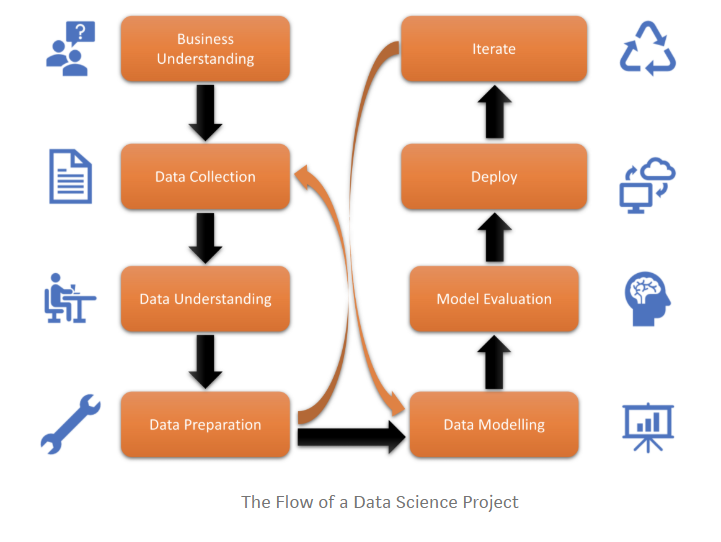 Business
Understanding
Data Collection
Data Understanding
Data Preparation
Data Modelling
Model Evaluation
Deploy
Iterate
?
The Flow of a Data Science Project